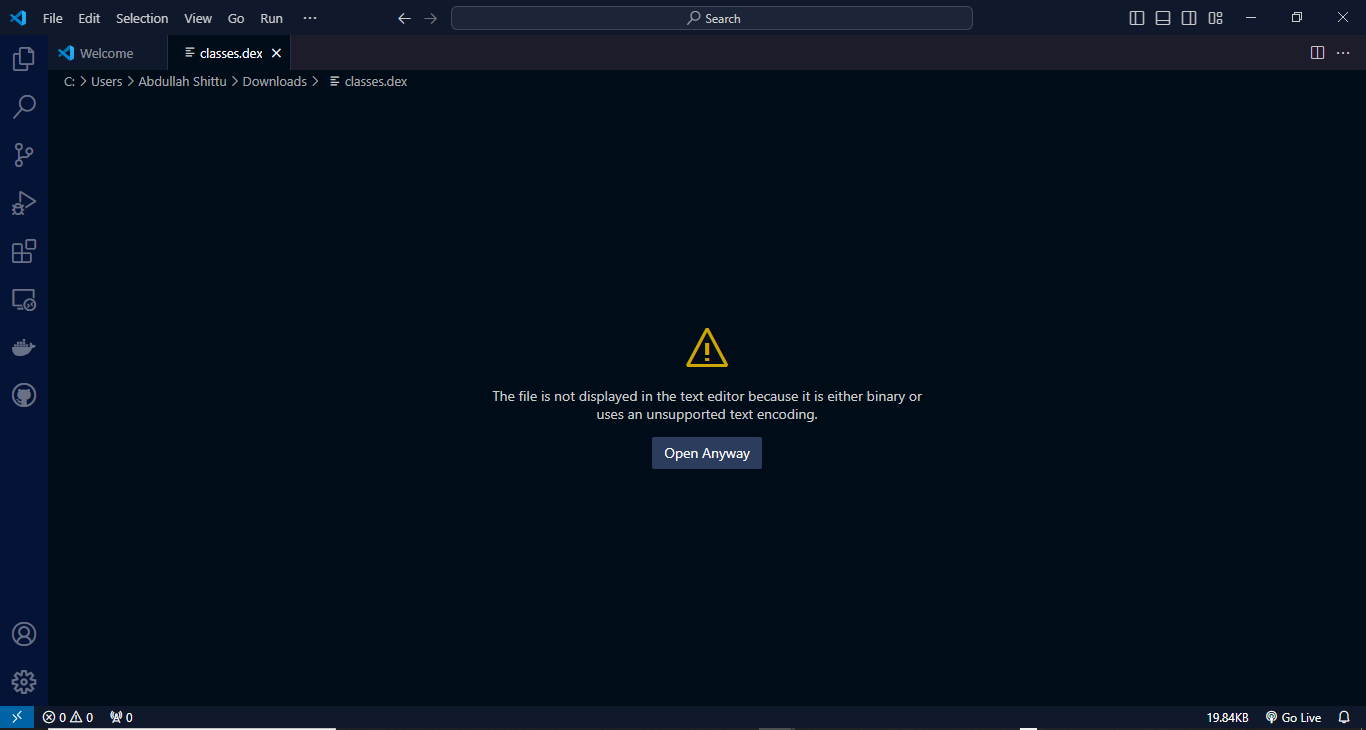 File Edit Selection View Go Run ···
Search
Welcome
classes.dex
C: > Users > Abdullah Shittu > Downloads > classes.dex
The file is not displayed in the text editor because it is either binary or
uses an unsupported text encoding.
Open Anyway
0 0 0
19.84KB Go Live